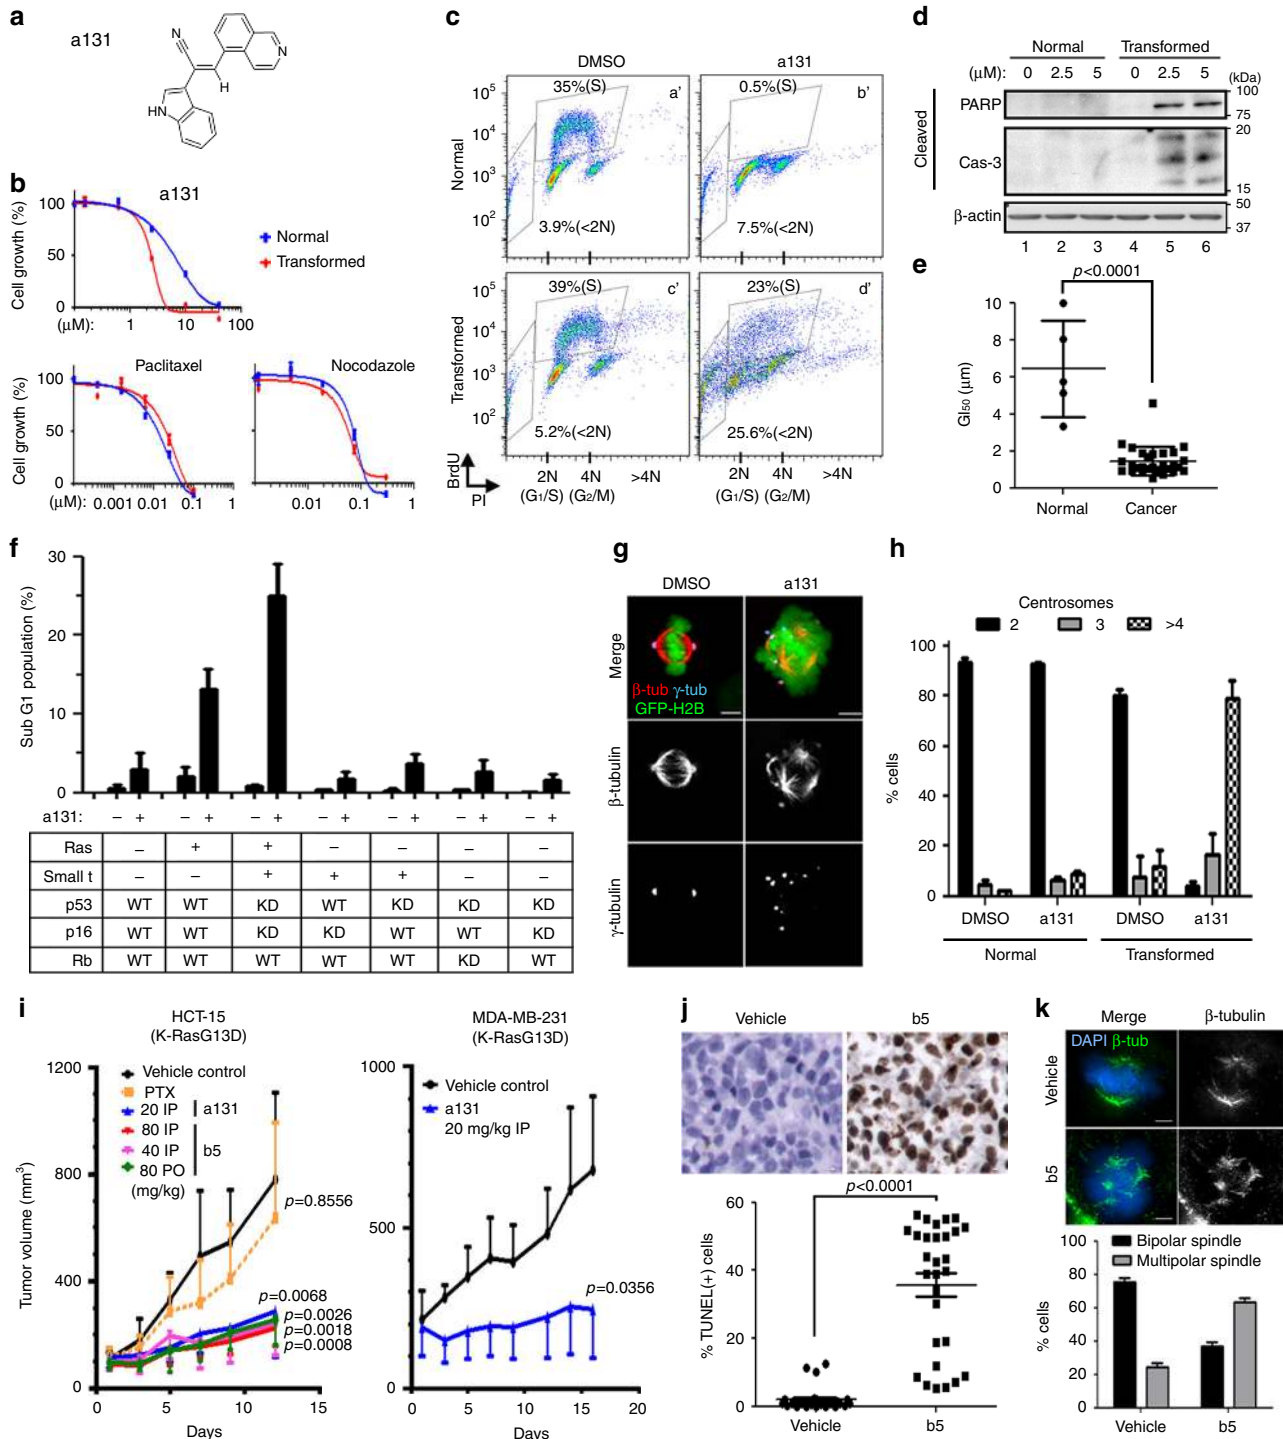 a
a131
N
N
H
HN
b
a131
Cell growth (%)
100
50
0
(μM):
1
10
100
Normal
Transformed
Paclitaxel
Nocodazole
Cell growth (%)
100
50
0
(μM):
0.001
0.01
0.1
1
0.01
0.1
1
c
DMSO
a131
Normal
Transformed
10⁵
10⁴
10³
10²
35%(S)
a'
3.9%(<2N)
0.5%(S)
b'
7.5%(<2N)
10⁵
10⁴
10³
10²
39%(S)
c'
5.2%(<2N)
23%(S)
d'
25.6%(<2N)
BrdU
PI
2N
4N
>4N
(G1/S) (G2/M)
2N
4N
>4N
(G1/S) (G2/M)
d
Normal
Transformed
(μM):
0 2.5 5 0 2.5 5
(kDa)
Cleaved
PARP
100
75
Cas-3
20
15
β-actin
50
37
1 2 3 4 5 6
e
p<0.0001
GI50 (μm)
10
8
6
4
2
0
Normal
Cancer
f
Sub G1 population (%)
30
20
10
0
a131: – + – + – + – + – + – + – +
Ras – + + – – – –
Small t – – + + + – –
p53 WT WT KD WT KD KD KD
p16 WT WT KD KD WT WT KD
Rb WT WT WT WT WT KD WT
g
DMSO
a131
Merge
β-tub γ-tub
GFP-H2B
β-tubulin
γ-tubulin
h
Centrosomes
2
3
>4
% cells
100
80
60
40
20
0
DMSO
a131
DMSO
a131
Normal
Transformed
i
HCT-15
(K-RasG13D)
Tumor volume (mm³)
1200
800
400
0
Vehicle control
PTX
20 IP
a131
80 IP
40 IP
b5
80 PO
(mg/kg)
p=0.8556
p=0.0068
p=0.0026
p=0.0018
p=0.0008
0
5
10
15
Days
MDA-MB-231
(K-RasG13D)
1000
500
0
Vehicle control
a131
20 mg/kg IP
p=0.0356
0
5
10
15
20
Days
j
Vehicle
b5
p<0.0001
% TUNEL(+) cells
60
40
20
0
Vehicle
b5
k
Merge
β-tubulin
DAPI β-tub
Vehicle
b5
Bipolar spindle
Multipolar spindle
% cells
100
80
60
40
20
0
Vehicle
b5